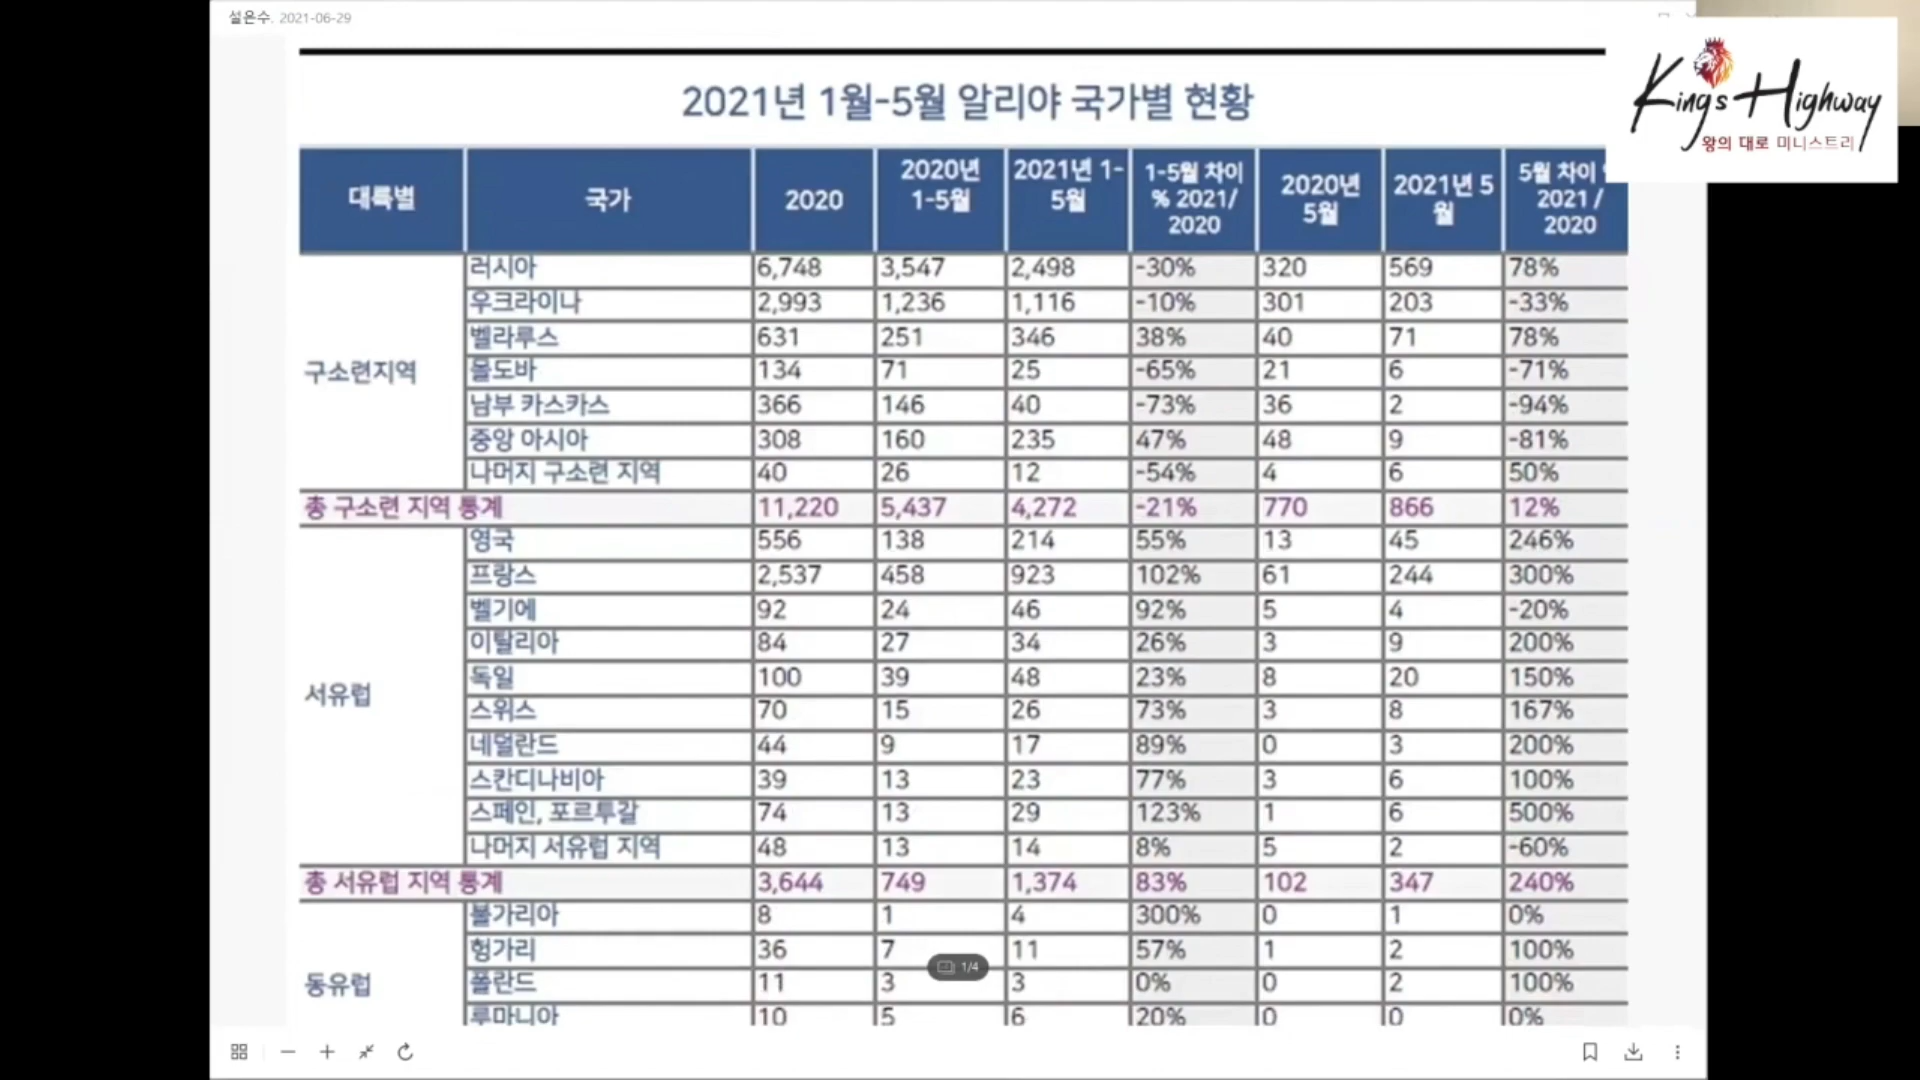 설은수. 2021-06-29
King's Highway
왕의 대로 미니스트리
2021년 1월-5월 알리야 국가별 현황
대륙별 국가 2020 2020년 1-5월 2021년 1-5월 1-5월 차이 % 2021/2020 2020년 5월 2021년 5월 5월 차이 2021/2020
구소련지역
러시아 6,748 3,547 2,498 -30% 320 569 78%
우크라이나 2,993 1,236 1,116 -10% 301 203 -33%
벨라루스 631 251 346 38% 40 71 78%
몰도바 134 71 25 -65% 21 6 -71%
남부 카스카스 366 146 40 -73% 36 2 -94%
중앙 아시아 308 160 235 47% 48 9 -81%
나머지 구소련 지역 40 26 12 -54% 4 6 50%
총 구소련 지역 통계 11,220 5,437 4,272 -21% 770 866 12%
서유럽
영국 556 138 214 55% 13 45 246%
프랑스 2,537 458 923 102% 61 244 300%
벨기에 92 24 46 92% 5 4 -20%
이탈리아 84 27 34 26% 3 9 200%
독일 100 39 48 23% 8 20 150%
스위스 70 15 26 73% 3 8 167%
네덜란드 44 9 17 89% 0 3 200%
스칸디나비아 39 13 23 77% 3 6 100%
스페인, 포르투갈 74 13 29 123% 1 6 500%
나머지 서유럽 지역 48 13 14 8% 5 2 -60%
총 서유럽 지역 통계 3,644 749 1,374 83% 102 347 240%
동유럽
불가리아 8 1 4 300% 0 1 0%
헝가리 36 7 11 57% 1 2 100%
폴란드 11 3 3 0% 0 2 100%
루마니아 10 5 6 20% 0 0 0%
1/4